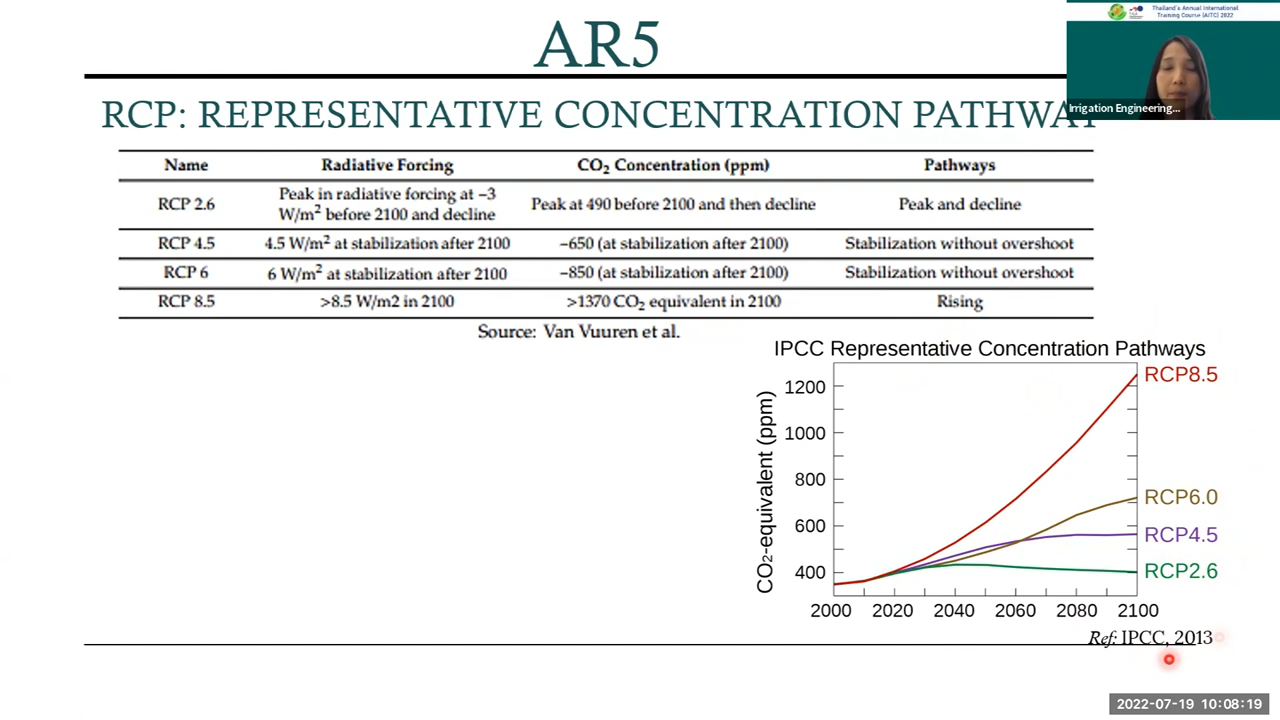 AR5
Thailand's Annual International
Training Course (AITC) 2022
Irrigation Engineering...
RCP: REPRESENTATIVE CONCENTRATION PATHWAY
Name Radiative Forcing CO₂ Concentration (ppm) Pathways
RCP 2.6 Peak in radiative forcing at ~3 W/m² before 2100 and decline Peak at 490 before 2100 and then decline Peak and decline
RCP 4.5 4.5 W/m² at stabilization after 2100 ~650 (at stabilization after 2100) Stabilization without overshoot
RCP 6 6 W/m² at stabilization after 2100 ~850 (at stabilization after 2100) Stabilization without overshoot
RCP 8.5 >8.5 W/m2 in 2100 >1370 CO₂ equivalent in 2100 Rising
Source: Van Vuuren et al.
IPCC Representative Concentration Pathways
CO₂-equivalent (ppm)
1200
1000
800
600
400
RCP8.5
RCP6.0
RCP4.5
RCP2.6
2000 2020 2040 2060 2080 2100
Ref: IPCC, 2013
2022-07-19 10:08:19